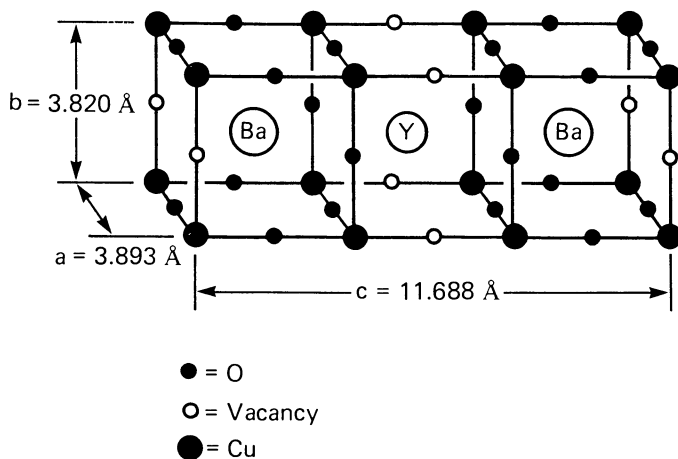 b = 3.820 Å
Ba
Y
Ba
a = 3.893 Å
c = 11.688 Å
= O
= Vacancy
= Cu